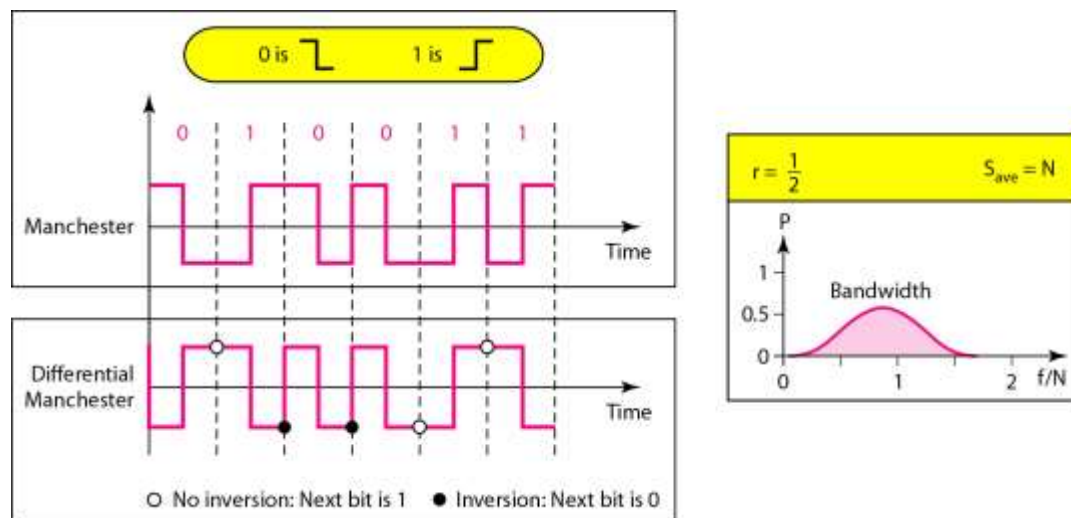 0 is 1 is
0 1 0 0 1 1
Manchester
Time
Differential
Manchester
Time
No inversion: Next bit is 1 Inversion: Next bit is 0
r = 1/2 Save = N
P
1
Bandwidth
0.5
0
0 1 2 f/N